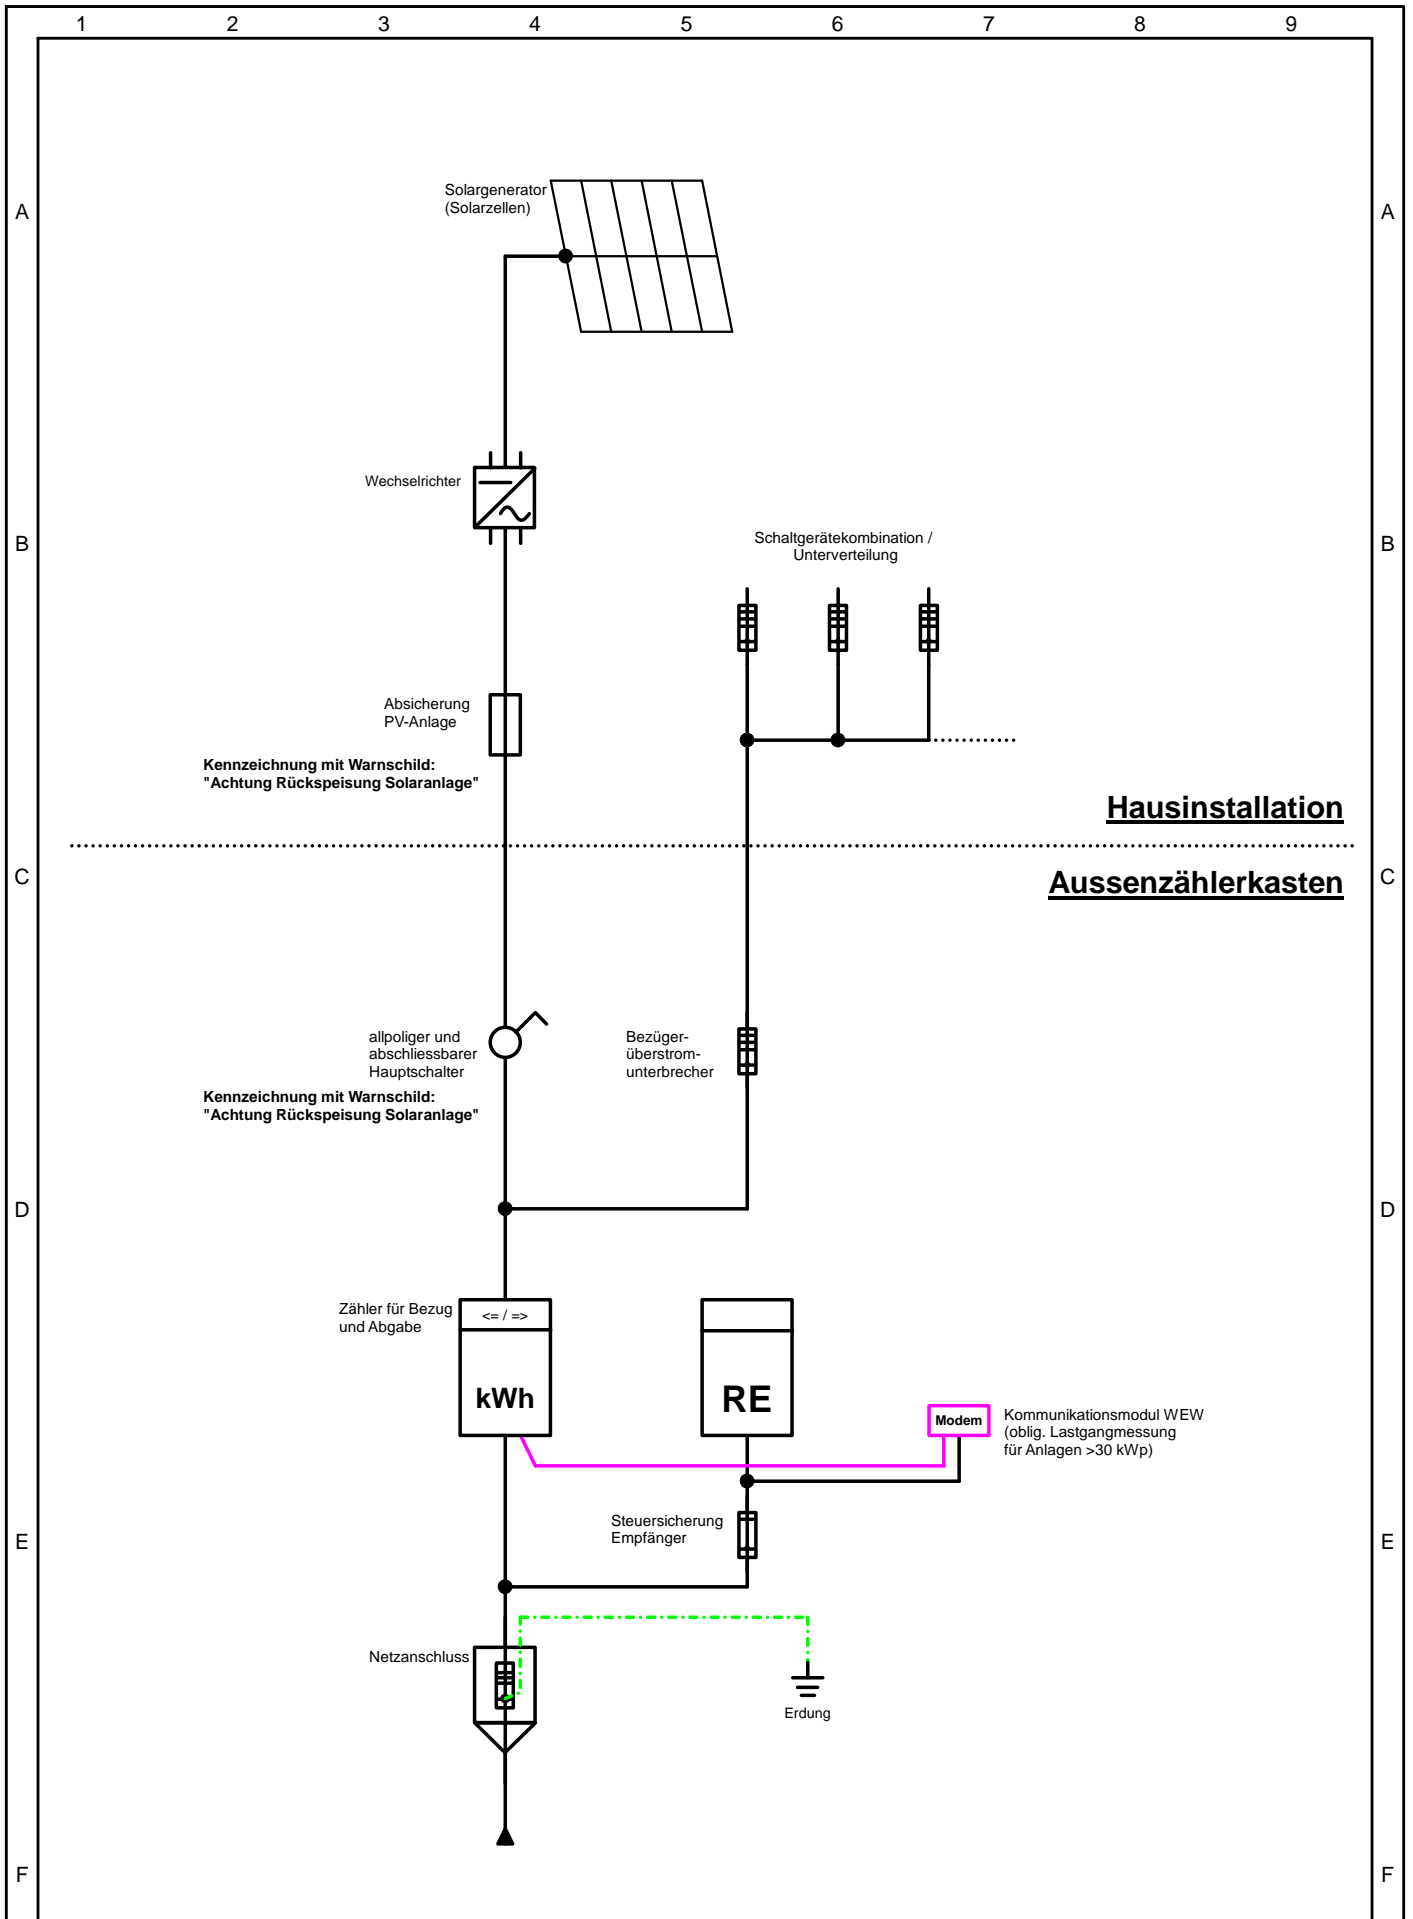 1 2 3 4 5 6 7 8 9
A A
Solargenerator
(Solarzellen)
Wechselrichter
B B
Schaltgerätekombination /
Unterverteilung
Absicherung
PV-Anlage
Kennzeichnung mit Warnschild:
"Achtung Rückspeisung Solaranlage"
Hausinstallation
C C
Aussenzählerkasten
allpoliger und
abschliessbarer
Hauptschalter
Bezüger-
überstrom-
unterbrecher
Kennzeichnung mit Warnschild:
"Achtung Rückspeisung Solaranlage"
D D
Zähler für Bezug
und Abgabe
<= / =>
kWh
RE
Modem
Kommunikationsmodul WEW
(oblig. Lastgangmessung
für Anlagen >30 kWp)
Steuersicherung
Empfänger
E E
Netzanschluss
Erdung
F F